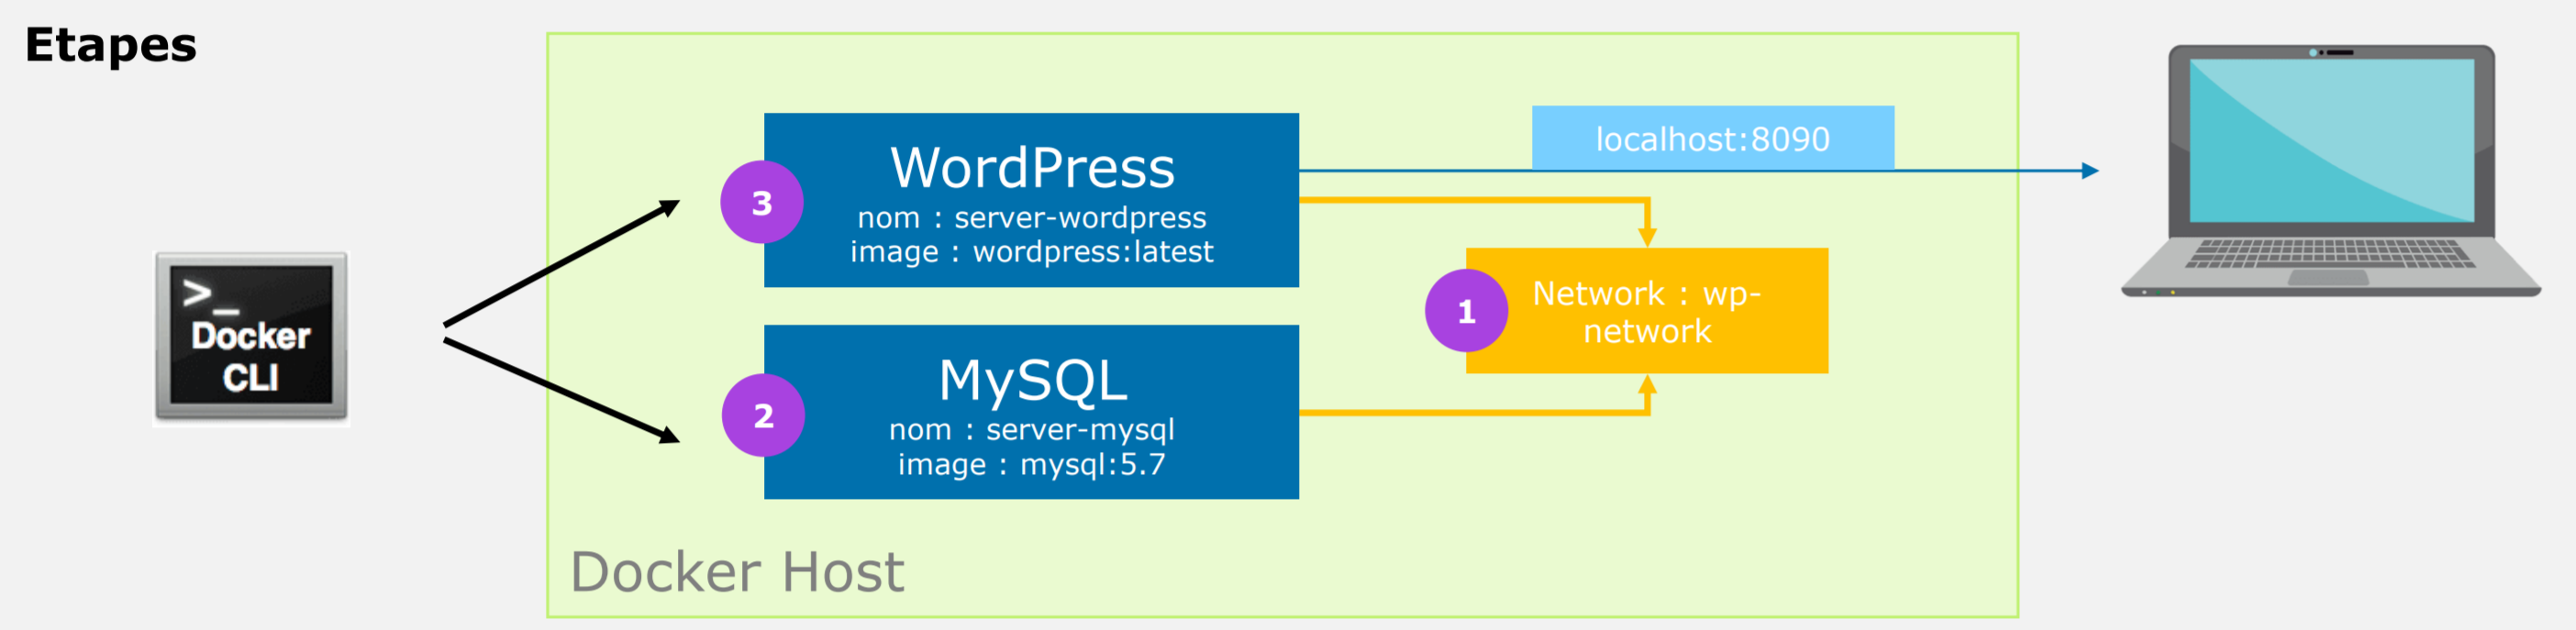 Etapes
>_
Docker
CLI
3
WordPress
nom : server-wordpress
image : wordpress:latest
localhost:8090
1
Network : wp-
network
2
MySQL
nom : server-mysql
image : mysql:5.7
Docker Host